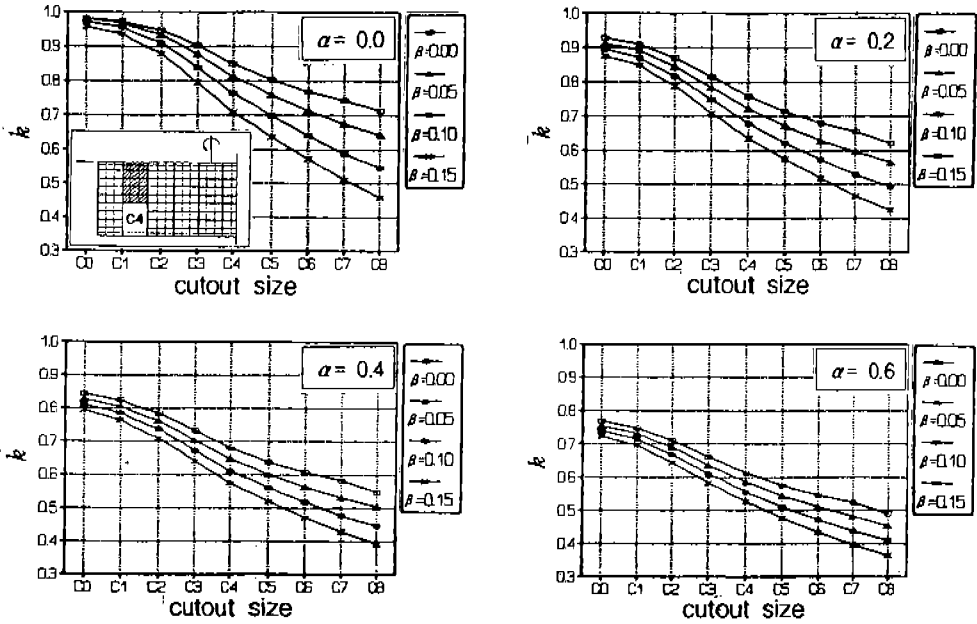 1.0
0.9
0.8
0.7
0.6
0.5
0.4
0.3
k
α = 0.0
β=0.00
β=0.05
β=0.10
β=0.15
C4
C0 C1 C2 C3 C4 C5 C6 C7 C8
cutout size
1.0
0.9
0.8
0.7
0.6
0.5
0.4
0.3
k
α = 0.2
β=0.00
β=0.05
β=0.10
β=0.15
C0 C1 C2 C3 C4 C5 C6 C7 C8
cutout size
1.0
0.9
0.8
0.7
0.6
0.5
0.4
0.3
k
α = 0.4
β=0.00
β=0.05
β=0.10
β=0.15
C0 C1 C2 C3 C4 C5 C6 C7 C8
cutout size
1.0
0.9
0.8
0.7
0.6
0.5
0.4
0.3
k
α = 0.6
β=0.00
β=0.05
β=0.10
β=0.15
C0 C1 C2 C3 C4 C5 C6 C7 C8
cutout size